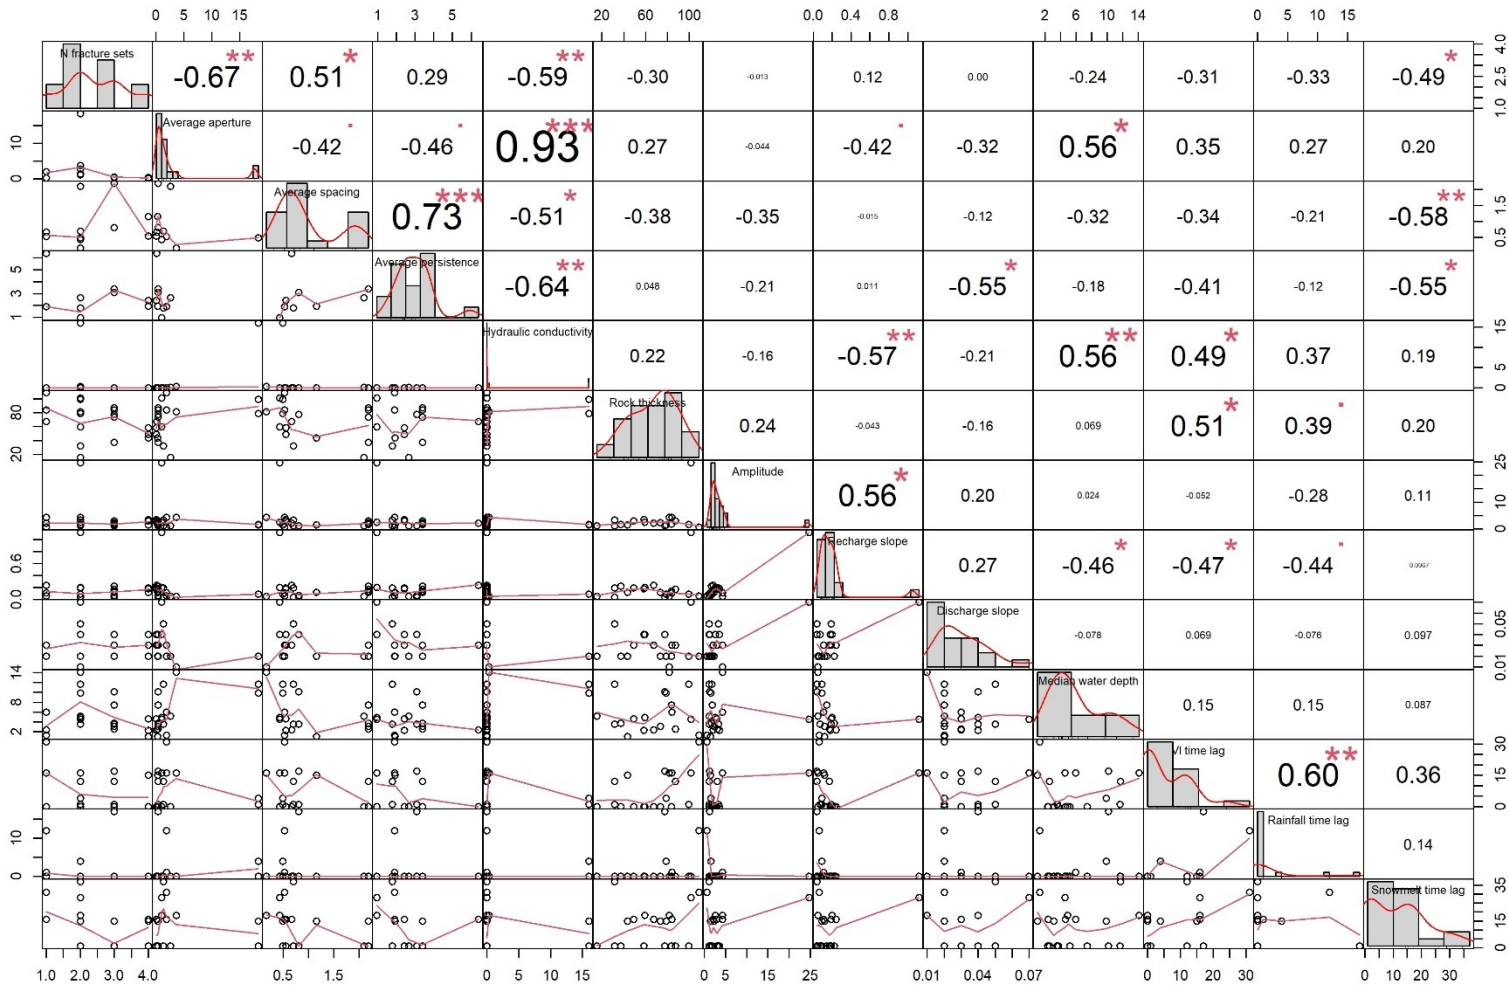 0 5 10 15 1 3 5 20 60 100 0.0 0.4 0.8 2 6 10 14 0 5 10 15
N fracture sets -0.67 ** 0.51 * 0.29 -0.59 ** -0.30 -0.013 0.12 0.00 -0.24 -0.31 -0.33 -0.49 * 1.0 2.5 4.0
0 10 Average aperture -0.42 . -0.46 . 0.93 *** 0.27 -0.044 -0.42 . -0.32 0.56 * 0.35 0.27 0.20
Average spacing 0.73 *** -0.51 * -0.38 -0.35 -0.015 -0.12 -0.32 -0.34 -0.21 -0.58 ** 0.5 1.5
1 3 5 Average persistence -0.64 ** 0.048 -0.21 0.011 -0.55 * -0.18 -0.41 -0.12 -0.55 *
Hydraulic conductivity 0.22 -0.16 -0.57 ** -0.21 0.56 ** 0.49 * 0.37 0.19 0 5 15
20 80 Rock thickness 0.24 -0.043 -0.16 0.069 0.51 * 0.39 . 0.20
Amplitude 0.56 * 0.20 0.024 -0.052 -0.28 0.11 0 10 25
0.0 0.6 Recharge slope 0.27 -0.46 * -0.47 * -0.44 . 0.0067
Discharge slope -0.078 0.069 -0.076 0.097 0.01 0.05
2 8 14 Median water depth 0.15 0.15 0.087
VI time lag 0.60 ** 0.36 0 15 30
0 10 Rainfall time lag 0.14
Snowmelt time lag 0 15 35
1.0 2.0 3.0 4.0 0.5 1.5 0 5 10 15 0 5 15 25 0.01 0.04 0.07 0 10 20 30 0 10 20 30